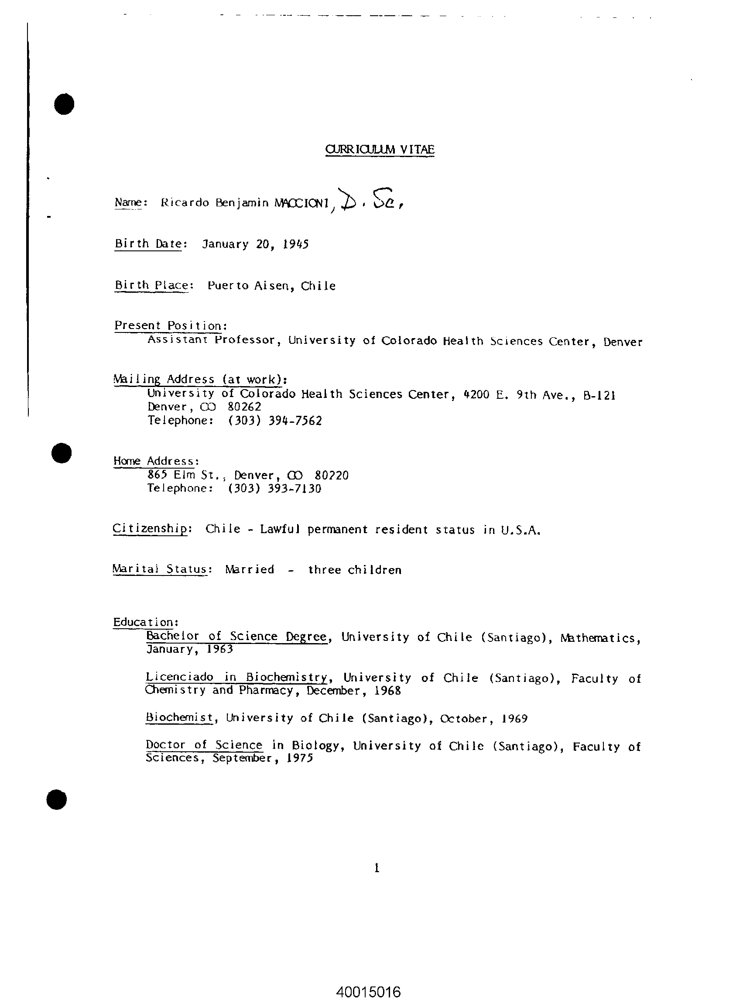 CURRICULUM VITAE
Name: Ricardo Benjamin MACCIONI, D. Sc,
Birth Date: January 20, 1945
Birth Place: Puerto Aisen, Chile
Present Position:
Assistant Professor, University of Colorado Health Sciences Center, Denver
Mailing Address (at work):
University of Colorado Health Sciences Center, 4200 E. 9th Ave., B-121
Denver, CO 80262
Telephone: (303) 394-7562
Home Address:
865 Elm St., Denver, CO 80220
Telephone: (303) 393-7130
Citizenship: Chile - Lawful permanent resident status in U.S.A.
Marital Status: Married - three children
Education:
Bachelor of Science Degree, University of Chile (Santiago), Mathematics,
January, 1963
Licenciado in Biochemistry, University of Chile (Santiago), Faculty of
Chemistry and Pharmacy, December, 1968
Biochemist, University of Chile (Santiago), October, 1969
Doctor of Science in Biology, University of Chile (Santiago), Faculty of
Sciences, September, 1975
1
40015016